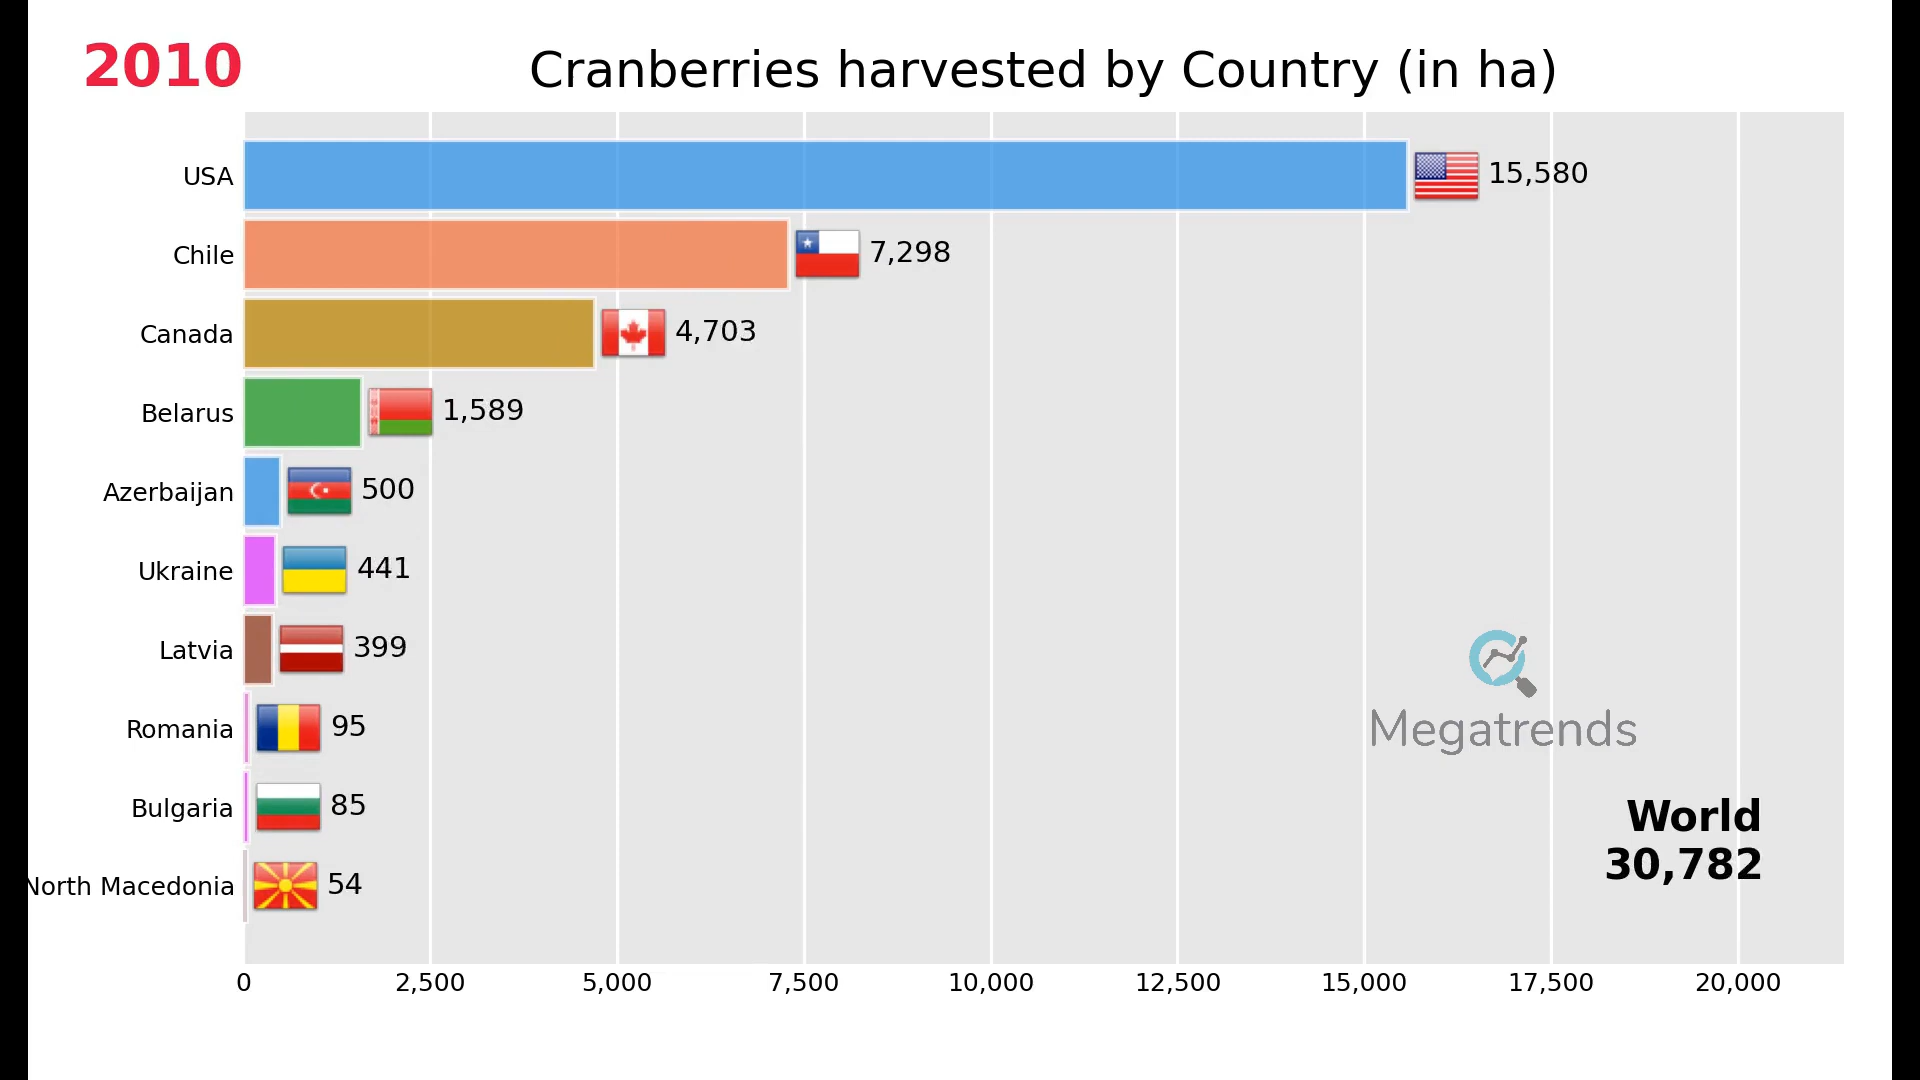 2010
Cranberries harvested by Country (in ha)
USA 15,580
Chile 7,298
Canada 4,703
Belarus 1,589
Azerbaijan 500
Ukraine 441
Latvia 399
Romania 95
Bulgaria 85
North Macedonia 54
Megatrends
World
30,782
0 2,500 5,000 7,500 10,000 12,500 15,000 17,500 20,000